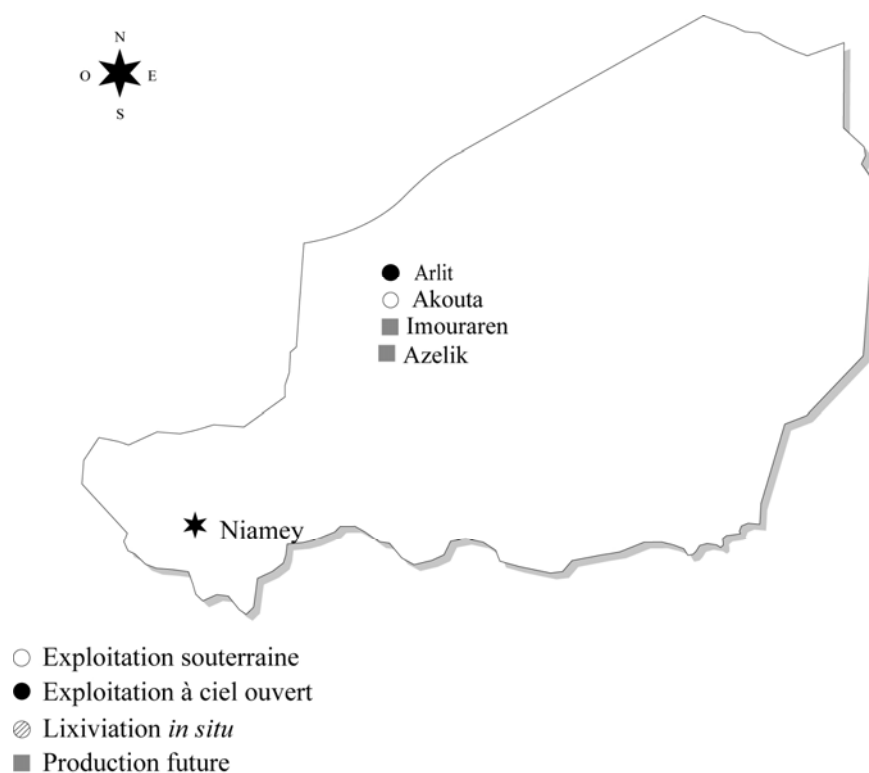 N
O E
S
Arlit
Akouta
Imouraren
Azelik
Niamey
Exploitation souterraine
Exploitation à ciel ouvert
Lixiviation in situ
Production future